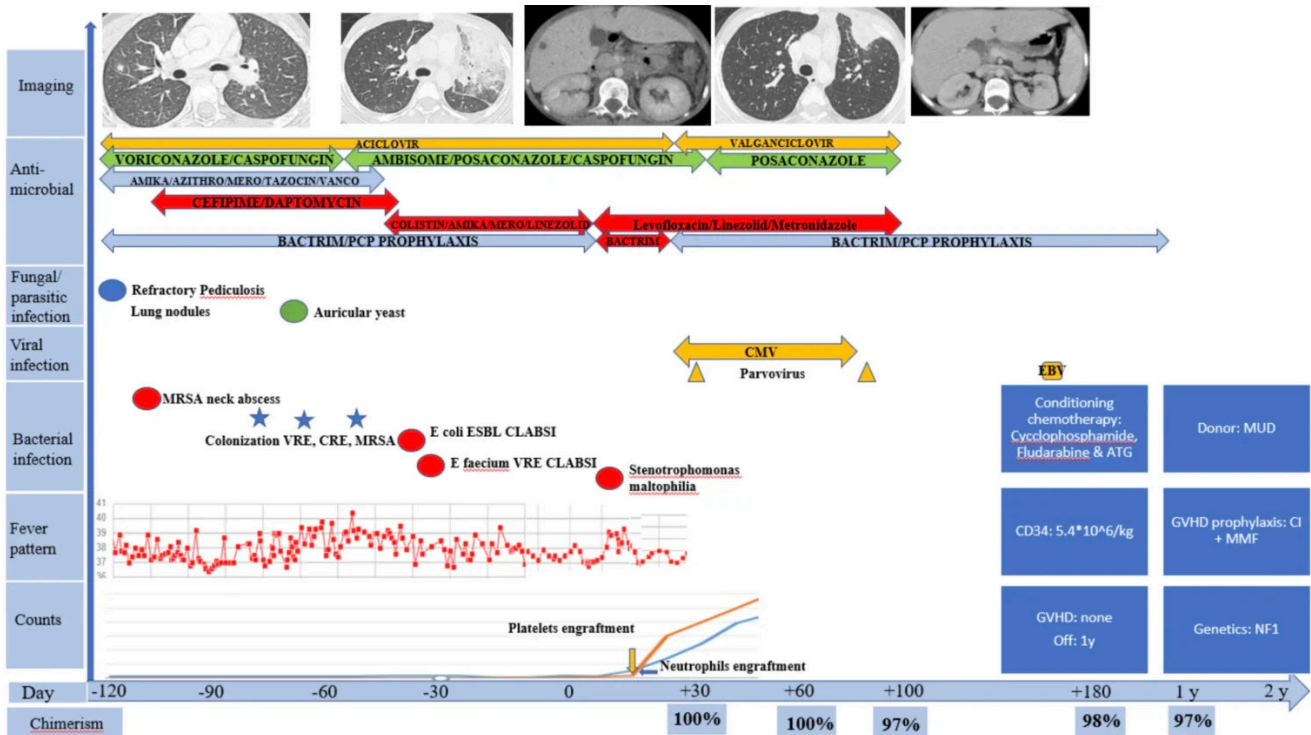 Imaging
Anti-
microbial
ACICLOVIR
VALGANCICLOVIR
VORICONAZOLE/CASPOFUNGIN
AMBISOME/POSACONAZOLE/CASPOFUNGIN
POSACONAZOLE
AMIKA/AZITHRO/MERO/TAZOCIN/VANCO
CEFIPIME/DAPTOMYCIN
COLISTIN/AMIKA/MERO/LINEZOLID
Levofloxacin/Linezolid/Metronidazole
BACTRIM/PCP PROPHYLAXIS
BACTRIM
BACTRIM/PCP PROPHYLAXIS
Fungal/
parasitic
infection
Refractory Pediculosis
Lung nodules
Auricular yeast
Viral
infection
CMV
Parvovirus
EBV
Bacterial
infection
MRSA neck abscess
Colonization VRE, CRE, MRSA
E coli ESBL CLABSI
E faecium VRE CLABSI
Stenotrophomonas
maltophilia
Conditioning
chemotherapy:
Cycclophosphamide,
Fludarabine & ATG
Donor: MUD
Fever
pattern
41
40
39
38
37
36
CD34: 5.4*10^6/kg
GVHD prophylaxis: CI
+ MMF
Counts
Platelets engraftment
Neutrophils engraftment
GVHD: none
Off: 1y
Genetics: NF1
Day
-120
-90
-60
-30
0
+30
+60
+100
+180
1 y
2 y
Chimerism
100%
100%
97%
98%
97%